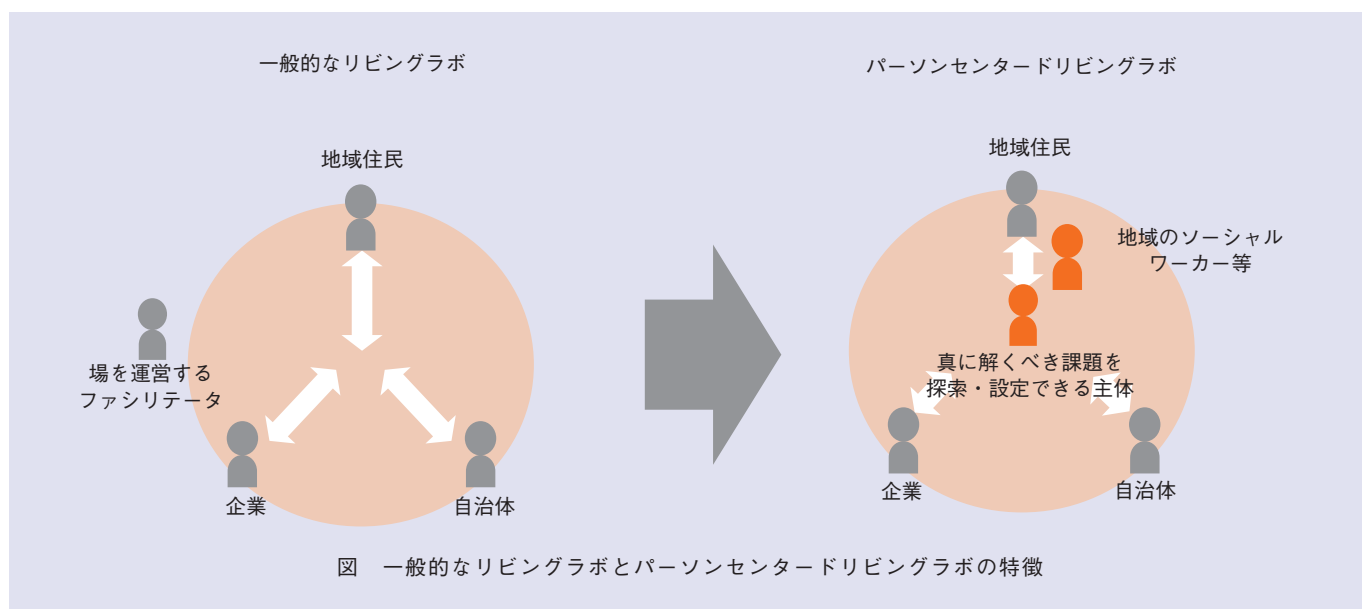 一般的なリビングラボ
地域住民
場を運営する
ファシリテータ
企業
自治体
パーソンセンタードリビングラボ
地域住民
地域のソーシャル
ワーカー等
真に解くべき課題を
探索・設定できる主体
企業
自治体
図　一般的なリビングラボとパーソンセンタードリビングラボの特徴